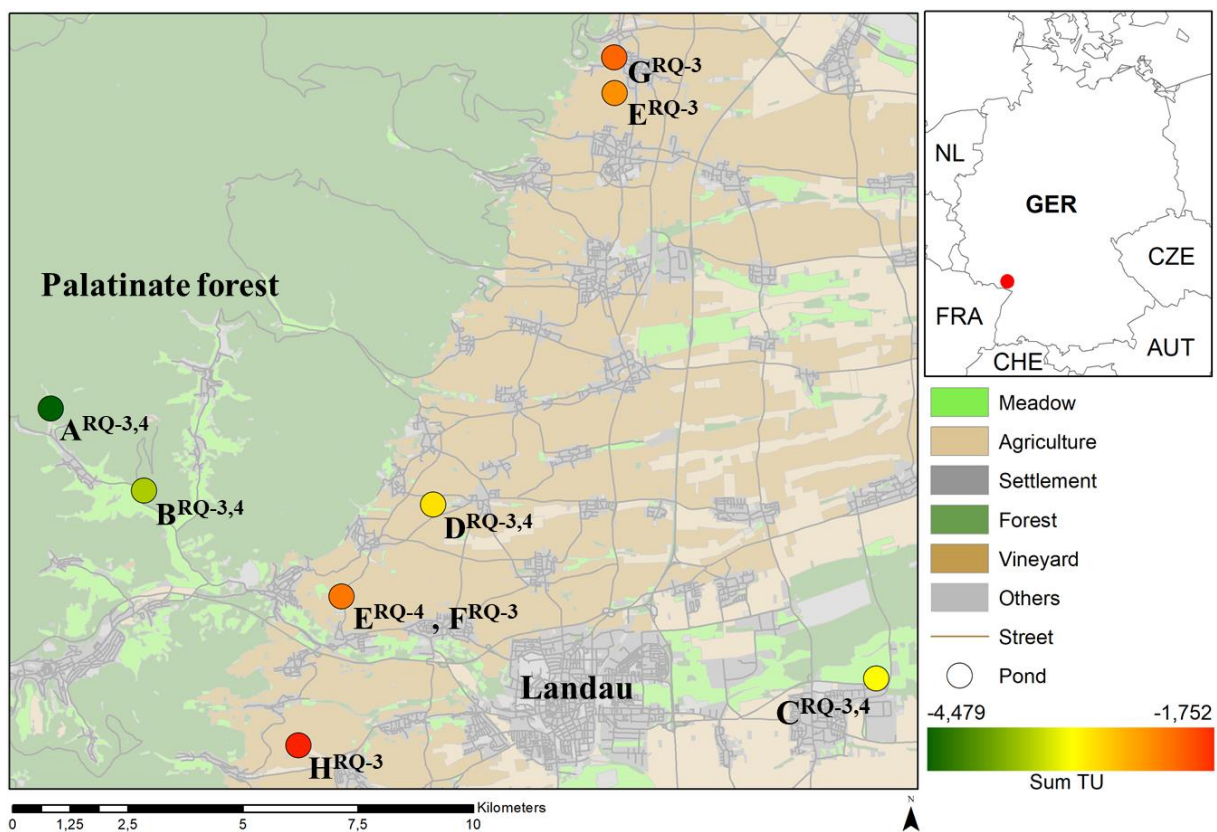 G^RQ-3
E^RQ-3
Palatinate forest
A^RQ-3,4
B^RQ-3,4
D^RQ-3,4
E^RQ-4 , F^RQ-3
Landau
C^RQ-3,4
H^RQ-3
0 1,25 2,5 5 7,5 10 Kilometers
N
NL
GER
CZE
FRA
AUT
CHE
Meadow
Agriculture
Settlement
Forest
Vineyard
Others
Street
Pond
-4,479 -1,752
Sum TU